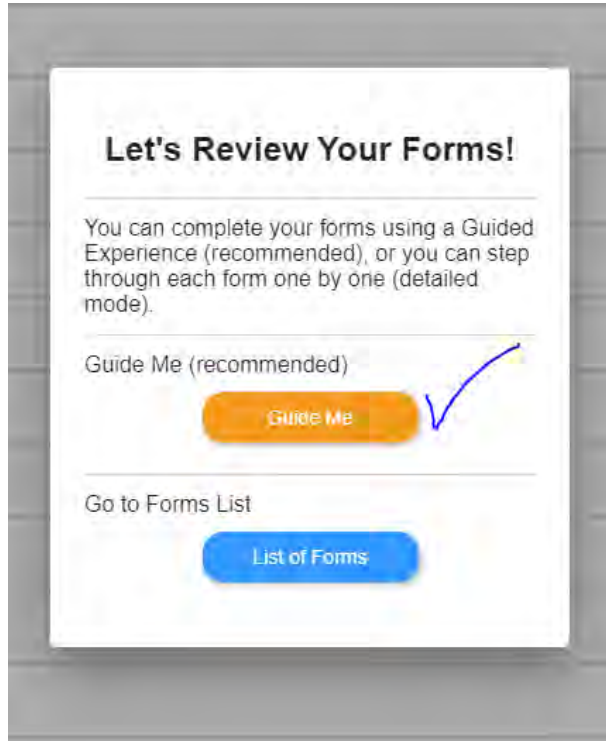 Let's Review Your Forms!
You can complete your forms using a Guided
Experience (recommended), or you can step
through each form one by one (detailed
mode).
Guide Me (recommended)
Guide Me
Go to Forms List
List of Forms